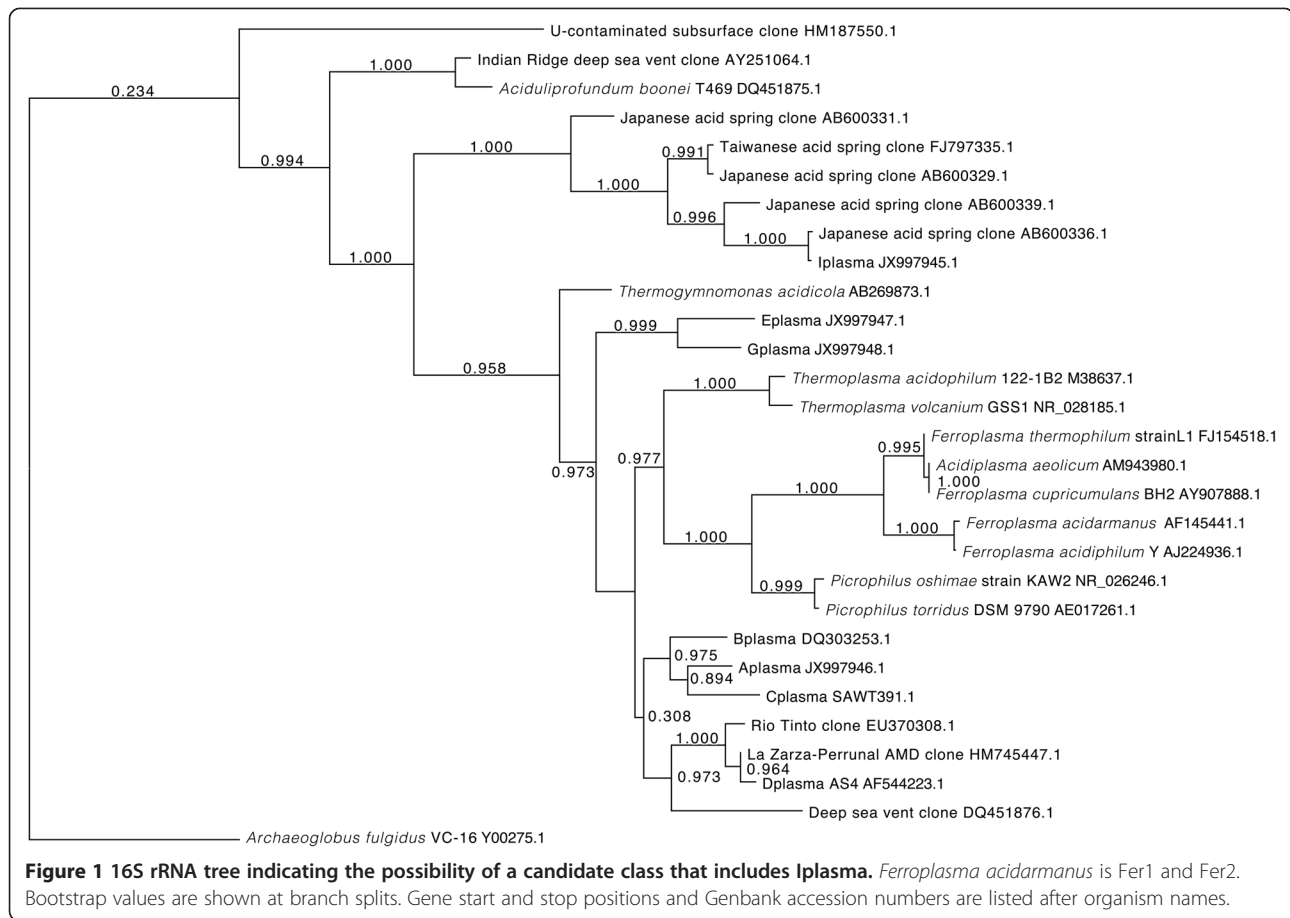 U-contaminated subsurface clone HM187550.1
Indian Ridge deep sea vent clone AY251064.1
1.000
Aciduliprofundum boonei T469 DQ451875.1
0.234
Japanese acid spring clone AB600331.1
Taiwanese acid spring clone FJ797335.1
1.000
0.991
0.994
Japanese acid spring clone AB600329.1
1.000
Japanese acid spring clone AB600339.1
0.996
Japanese acid spring clone AB600336.1
1.000
1.000
Iplasma JX997945.1
Thermogymnomonas acidicola AB269873.1
Eplasma JX997947.1
0.999
Gplasma JX997948.1
0.958
Thermoplasma acidophilum 122-1B2 M38637.1
1.000
Thermoplasma volcanium GSS1 NR_028185.1
Ferroplasma thermophilum strainL1 FJ154518.1
0.995
0.977
Acidiplasma aeolicum AM943980.1
0.973
1.000
1.000
Ferroplasma cupricumulans BH2 AY907888.1
Ferroplasma acidarmanus AF145441.1
1.000
1.000
Ferroplasma acidiphilum Y AJ224936.1
Picrophilus oshimae strain KAW2 NR_026246.1
0.999
Picrophilus torridus DSM 9790 AE017261.1
Bplasma DQ303253.1
0.975
Aplasma JX997946.1
0.894
Cplasma SAWT391.1
0.308
Rio Tinto clone EU370308.1
1.000
La Zarza-Perrunal AMD clone HM745447.1
0.964
0.973
Dplasma AS4 AF544223.1
Deep sea vent clone DQ451876.1
Archaeoglobus fulgidus VC-16 Y00275.1
Figure 1 16S rRNA tree indicating the possibility of a candidate class that includes Iplasma. Ferroplasma acidarmanus is Fer1 and Fer2.
Bootstrap values are shown at branch splits. Gene start and stop positions and Genbank accession numbers are listed after organism names.